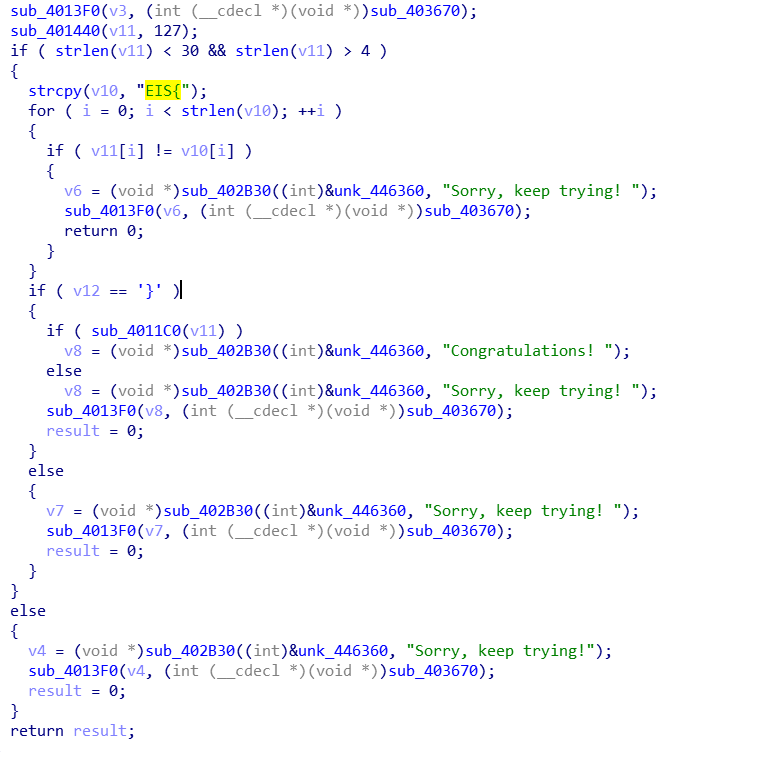 sub_4013F0(v3, (int (__cdecl *)(void *))sub_403670);
sub_401440(v11, 127);
if ( strlen(v11) < 30 && strlen(v11) > 4 )
{
  strcpy(v10, "EIS{");
  for ( i = 0; i < strlen(v10); ++i )
  {
    if ( v11[i] != v10[i] )
    {
      v6 = (void *)sub_402B30((int)&unk_446360, "Sorry, keep trying! ");
      sub_4013F0(v6, (int (__cdecl *)(void *))sub_403670);
      return 0;
    }
  }
  if ( v12 == '}' )
  {
    if ( sub_4011C0(v11) )
      v8 = (void *)sub_402B30((int)&unk_446360, "Congratulations! ");
    else
      v8 = (void *)sub_402B30((int)&unk_446360, "Sorry, keep trying! ");
    sub_4013F0(v8, (int (__cdecl *)(void *))sub_403670);
    result = 0;
  }
  else
  {
    v7 = (void *)sub_402B30((int)&unk_446360, "Sorry, keep trying! ");
    sub_4013F0(v7, (int (__cdecl *)(void *))sub_403670);
    result = 0;
  }
}
else
{
  v4 = (void *)sub_402B30((int)&unk_446360, "Sorry, keep trying!");
  sub_4013F0(v4, (int (__cdecl *)(void *))sub_403670);
  result = 0;
}
return result;